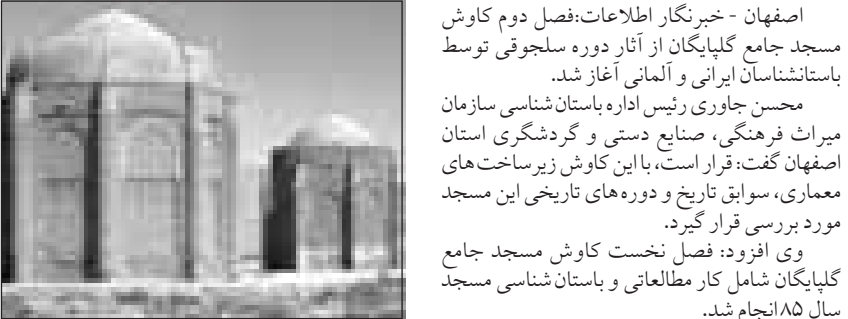 اصفهان - خبرنگار اطلاعات:فصل دوم کاوش
مسجد جامع گلپایگان از آثار دوره سلجوقی توسط
باستانشناسان ایرانی و آلمانی آغاز شد.
محسن جاوری رئیس اداره باستان شناسی سازمان
میراث فرهنگی، صنایع دستی و گردشگری استان
اصفهان گفت: قرار است، با این کاوش زیرساخت های
معماری، سوابق تاریخ و دوره های تاریخی این مسجد
مورد بررسی قرار گیرد.
وی افزود: فصل نخست کاوش مسجد جامع
گلپایگان شامل کار مطالعاتی و باستان شناسی مسجد
سال ۸۵ انجام شد.